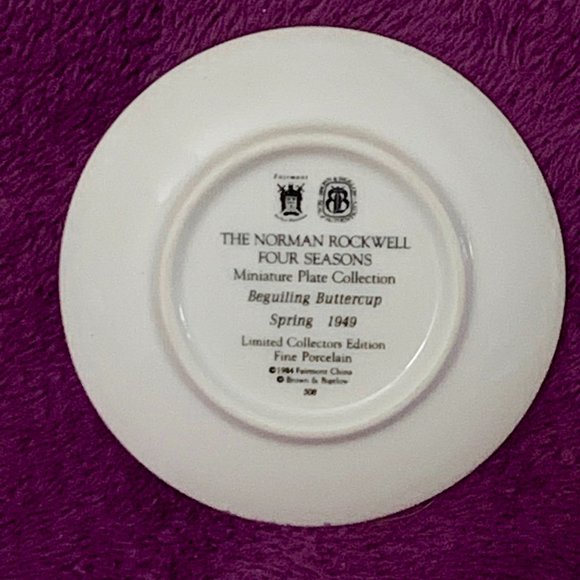 Fairmont
THE NORMAN ROCKWELL
FOUR SEASONS
Miniature Plate Collection
Beguiling Buttercup
Spring 1949
Limited Collectors Edition
Fine Porcelain
©1984 Fairmont China
© Brown & Bigelow